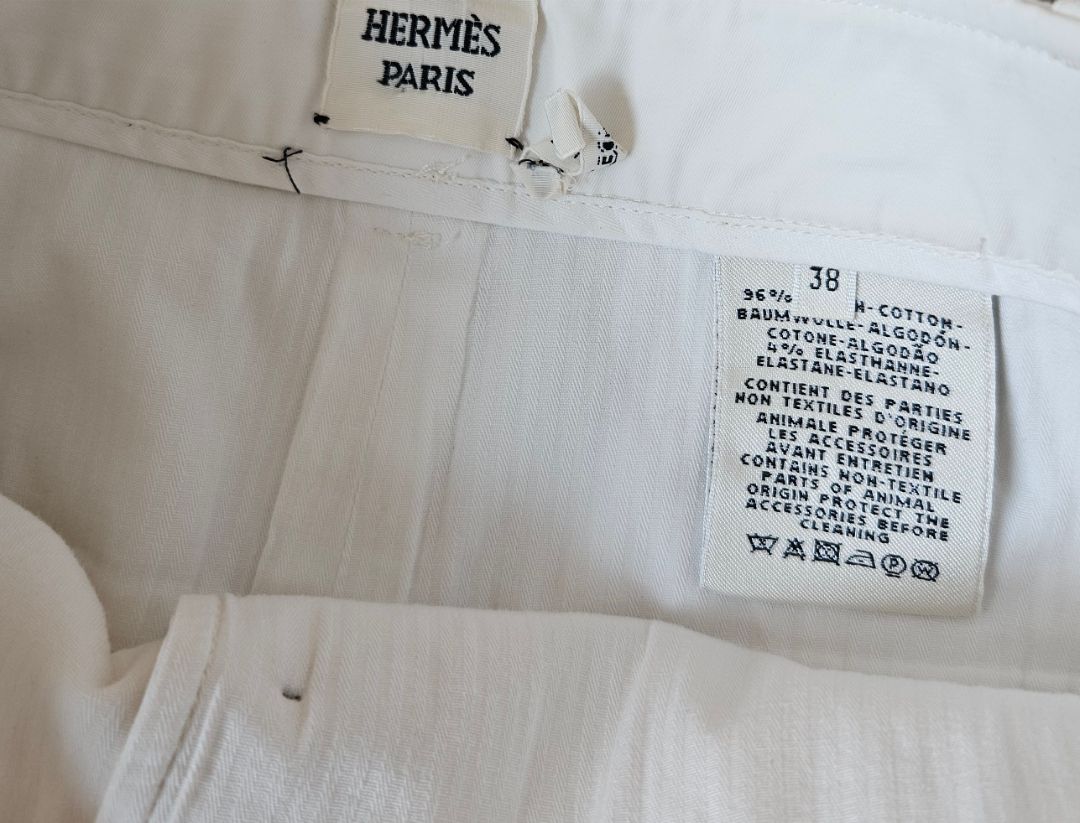 HERMÈS
PARIS
38
96%
N-COTTON-
BAUMWOLLE-ALGODÓN-
COTONE-ALGODÃO
4% ELASTHANNE-
ELASTANE-ELASTANO
CONTIENT DES PARTIES
NON TEXTILES D'ORIGINE
ANIMALE PROTÉGER
LES ACCESSOIRES
AVANT ENTRETIEN
CONTAINS NON-TEXTILE
PARTS OF ANIMAL
ORIGIN PROTECT THE
ACCESSORIES BEFORE
CLEANING
P W